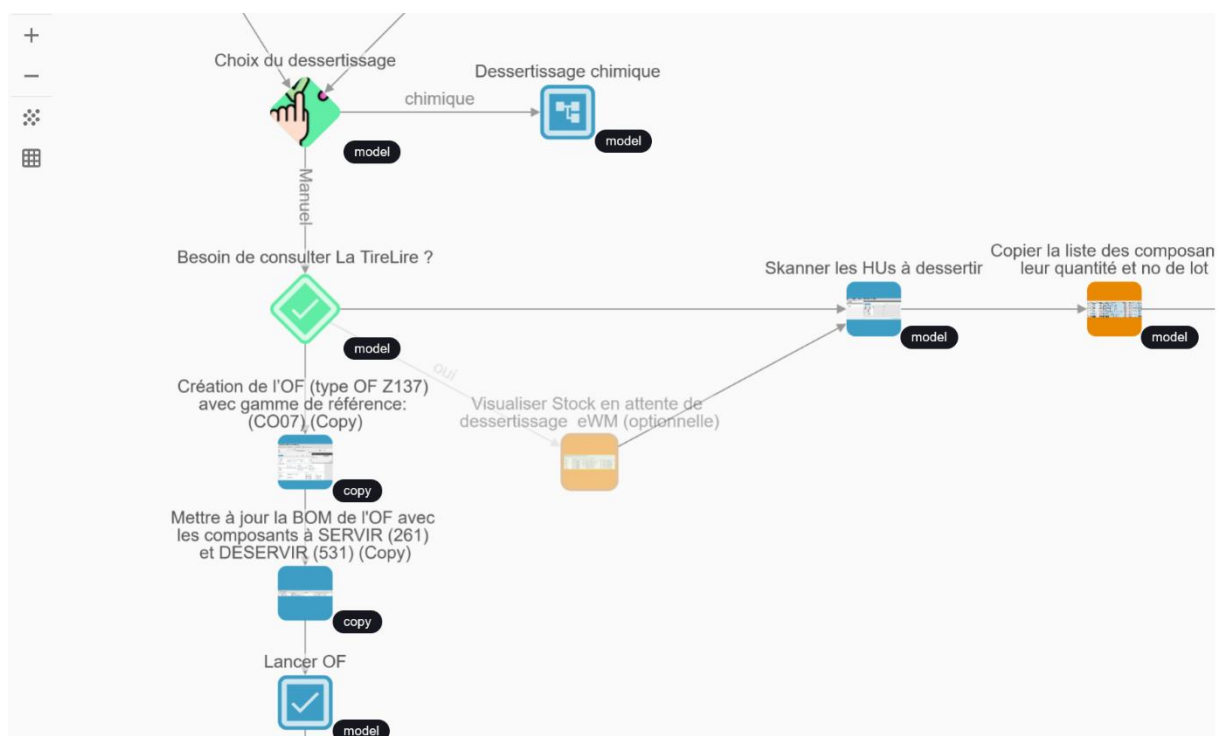 Choix du dessertissage
Dessertissage chimique
chimique
model
model
Manuel
Besoin de consulter La TireLire ?
Skanner les HUs à dessertir
Copier la liste des composan
leur quantité et no de lot
model
model
model
oui
Création de l'OF (type OF Z137)
avec gamme de référence:
(CO07) (Copy)
Visualiser Stock en attente de
dessertissage eWM (optionnelle)
copy
Mettre à jour la BOM de l'OF avec
les composants à SERVIR (261)
et DESERVIR (531) (Copy)
copy
Lancer OF
model